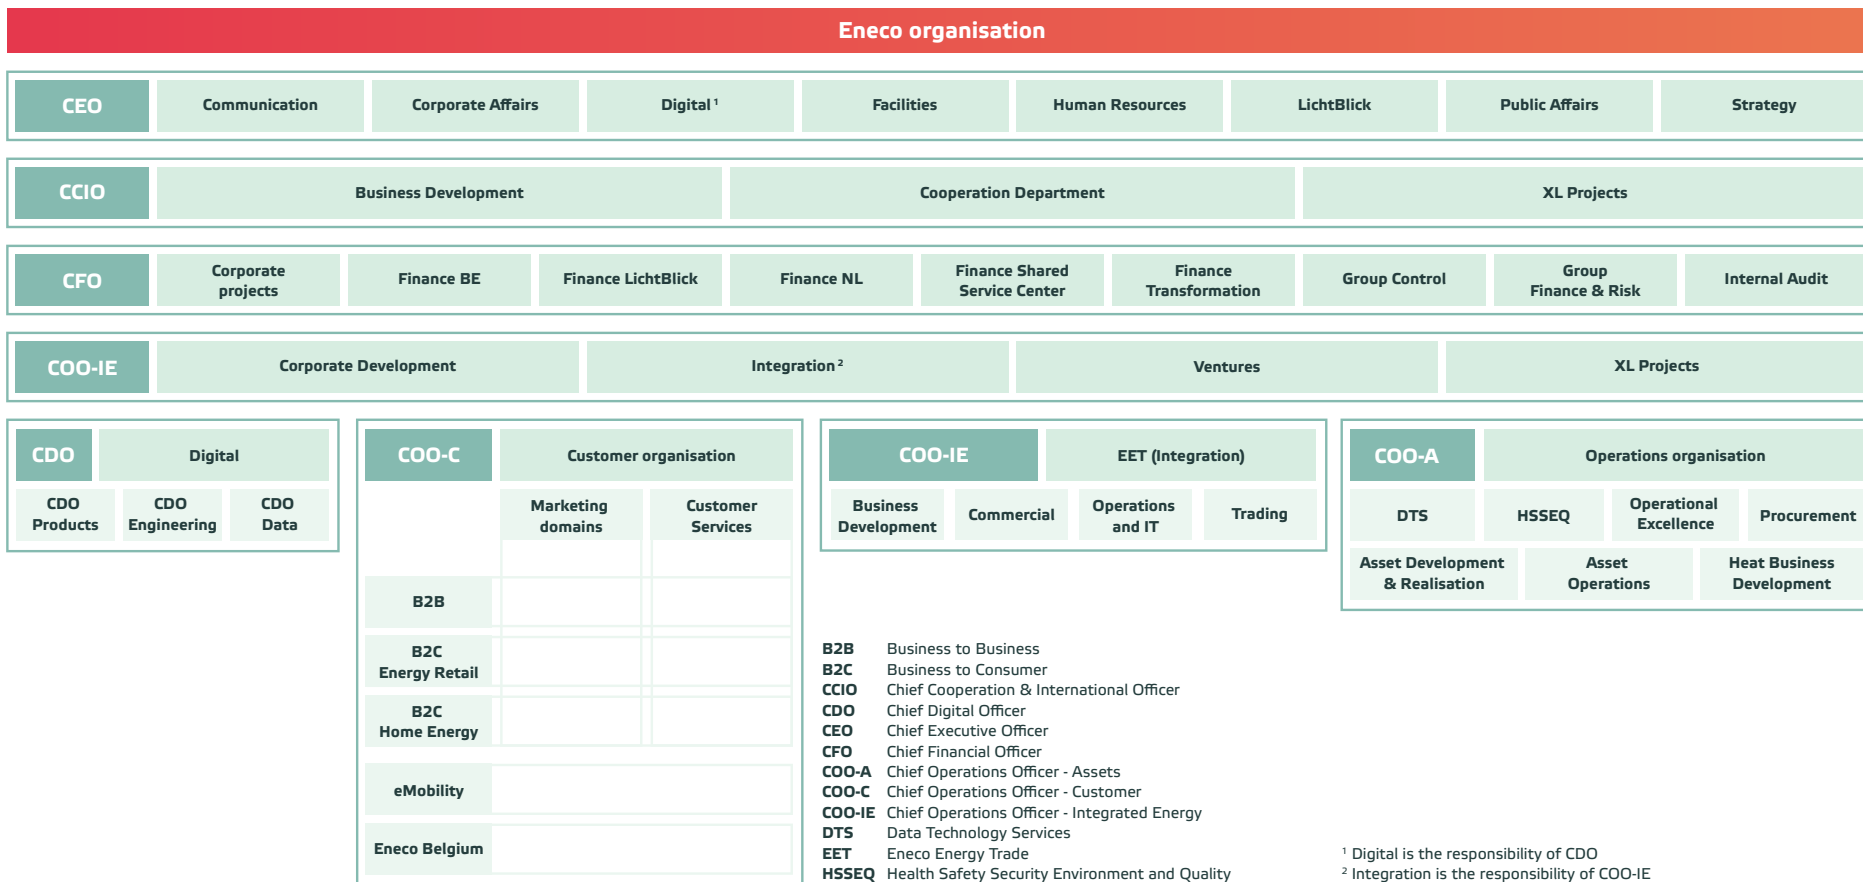 Eneco organisation
CEO
Communication
Corporate Affairs
Digital ¹
Facilities
Human Resources
LichtBlick
Public Affairs
Strategy
CCIO
Business Development
Cooperation Department
XL Projects
CFO
Corporate
projects
Finance BE
Finance LichtBlick
Finance NL
Finance Shared
Service Center
Finance
Transformation
Group Control
Group
Finance & Risk
Internal Audit
COO-IE
Corporate Development
Integration ²
Ventures
XL Projects
CDO
Digital
CDO
Products
CDO
Engineering
CDO
Data
COO-C
Customer organisation
Marketing
domains
Customer
Services
B2B
B2C
Energy Retail
B2C
Home Energy
eMobility
Eneco Belgium
COO-IE
EET (Integration)
Business
Development
Commercial
Operations
and IT
Trading
COO-A
Operations organisation
DTS
HSSEQ
Operational
Excellence
Procurement
Asset Development
& Realisation
Asset
Operations
Heat Business
Development
B2B Business to Business
B2C Business to Consumer
CCIO Chief Cooperation & International Officer
CDO Chief Digital Officer
CEO Chief Executive Officer
CFO Chief Financial Officer
COO-A Chief Operations Officer - Assets
COO-C Chief Operations Officer - Customer
COO-IE Chief Operations Officer - Integrated Energy
DTS Data Technology Services
EET Eneco Energy Trade
HSSEQ Health Safety Security Environment and Quality
¹ Digital is the responsibility of CDO
² Integration is the responsibility of COO-IE